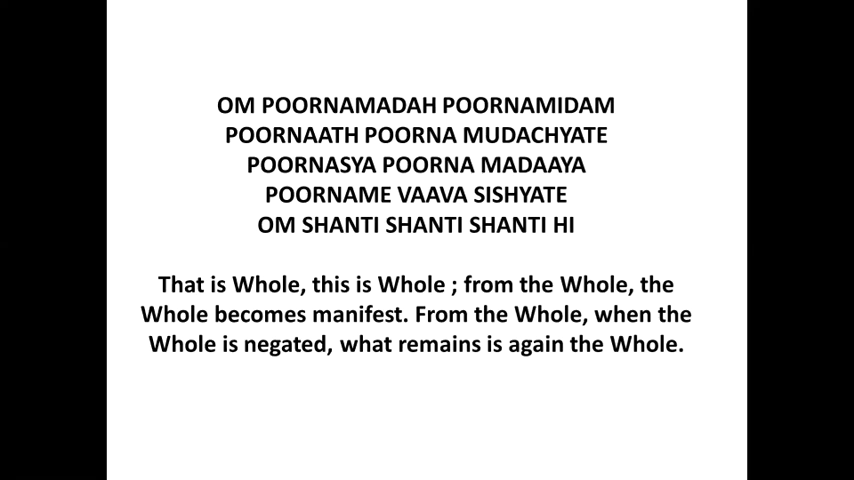 OM POORNAMADAH POORNAMIDAM
POORNAATH POORNA MUDACHYATE
POORNASYA POORNA MADAAYA
POORNAME VAAVA SISHYATE
OM SHANTI SHANTI SHANTI HI
That is Whole, this is Whole ; from the Whole, the
Whole becomes manifest. From the Whole, when the
Whole is negated, what remains is again the Whole.